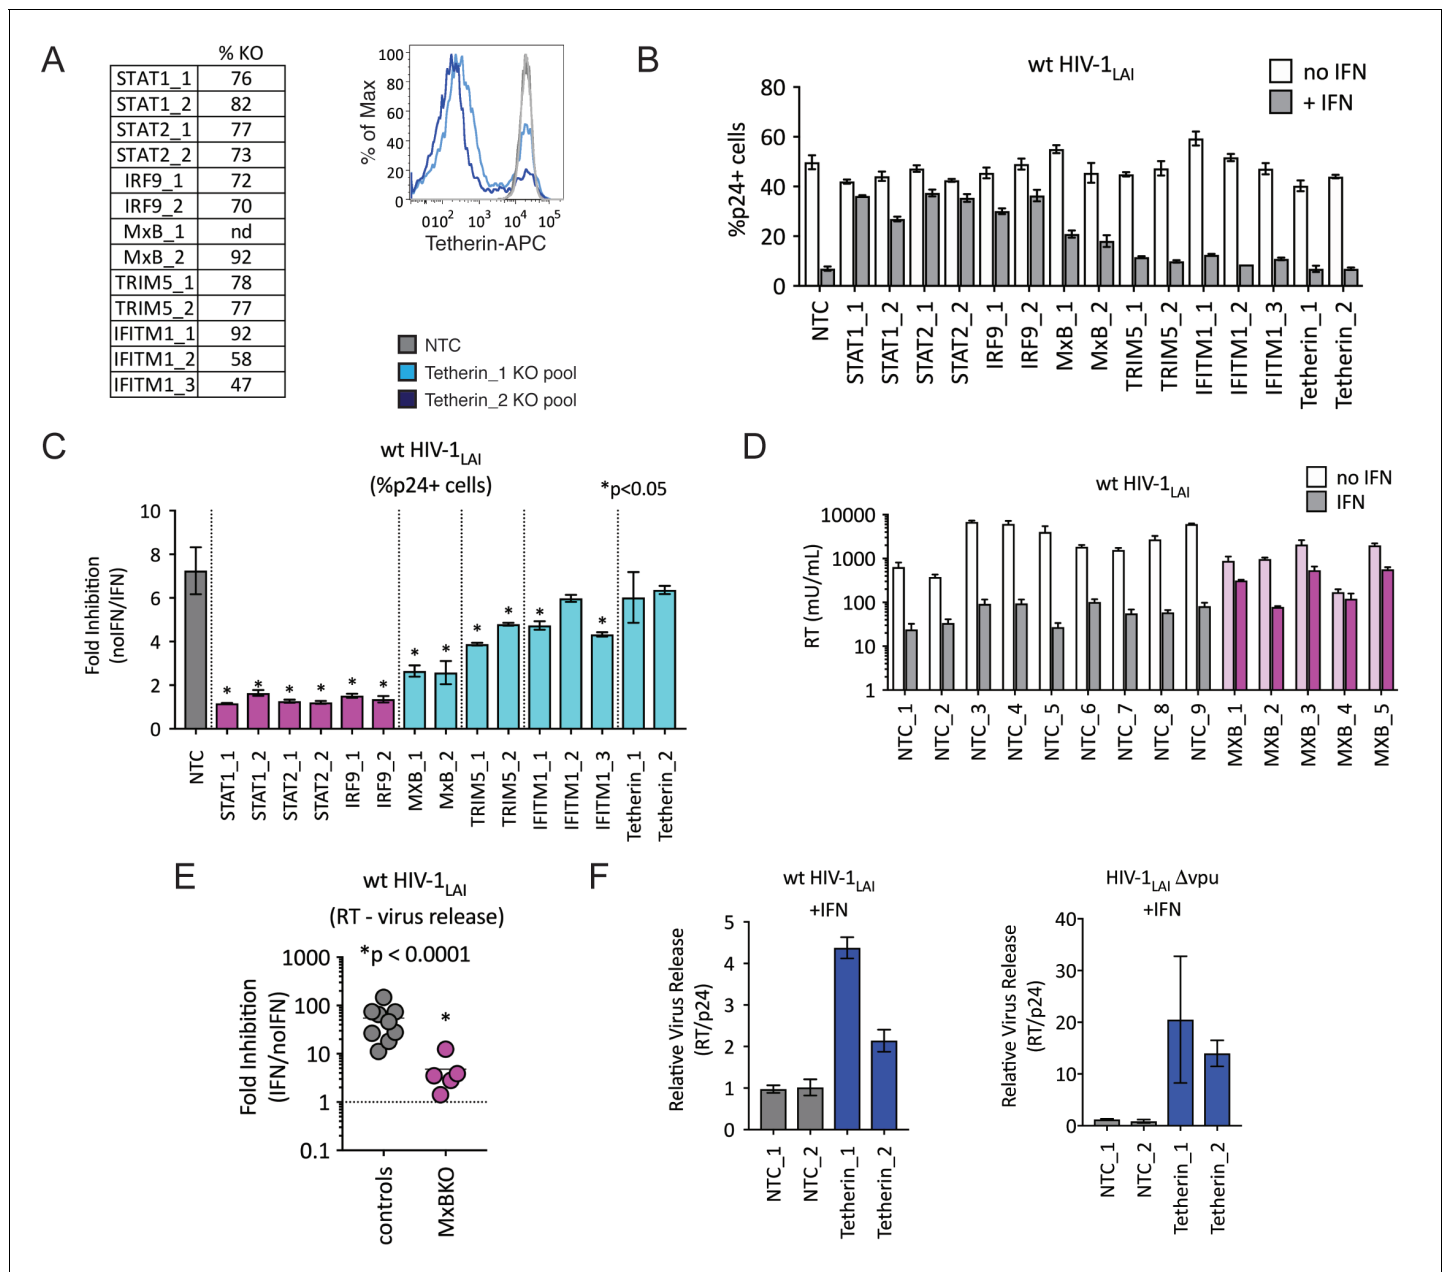 A
% KO
STAT1_1 76
STAT1_2 82
STAT2_1 77
STAT2_2 73
IRF9_1 72
IRF9_2 70
MxB_1 nd
MxB_2 92
TRIM5_1 78
TRIM5_2 77
IFITM1_1 92
IFITM1_2 58
IFITM1_3 47
% of Max
100
80
60
40
20
0
0 10² 10³ 10⁴ 10⁵
Tetherin-APC
NTC
Tetherin_1 KO pool
Tetherin_2 KO pool
B
wt HIV-1LAI
no IFN
+ IFN
%p24+ cells
80
60
40
20
0
NTC
STAT1_1
STAT1_2
STAT2_1
STAT2_2
IRF9_1
IRF9_2
MxB_1
MxB_2
TRIM5_1
TRIM5_2
IFITM1_1
IFITM1_2
IFITM1_3
Tetherin_1
Tetherin_2
C
wt HIV-1LAI
(%p24+ cells)
*p<0.05
Fold Inhibition
(noIFN/IFN)
10
8
6
4
2
0
* * * * * * * * * * * *
NTC
STAT1_1
STAT1_2
STAT2_1
STAT2_2
IRF9_1
IRF9_2
MXB_1
MxB_2
TRIM5_1
TRIM5_2
IFITM1_1
IFITM1_2
IFITM1_3
Tetherin_1
Tetherin_2
D
wt HIV-1LAI
no IFN
IFN
RT (mU/mL)
10000
1000
100
10
1
NTC_1
NTC_2
NTC_3
NTC_4
NTC_5
NTC_6
NTC_7
NTC_8
NTC_9
MXB_1
MXB_2
MXB_3
MXB_4
MXB_5
E
wt HIV-1LAI
(RT - virus release)
*p < 0.0001
Fold Inhibition
(IFN/noIFN)
1000
100
10
1
0.1
*
controls
MxBKO
F
wt HIV-1LAI
+IFN
Relative Virus Release
(RT/p24)
5
4
3
2
1
0
NTC_1
NTC_2
Tetherin_1
Tetherin_2
HIV-1LAI Δvpu
+IFN
Relative Virus Release
(RT/p24)
40
30
20
10
0
NTC_1
NTC_2
Tetherin_1
Tetherin_2